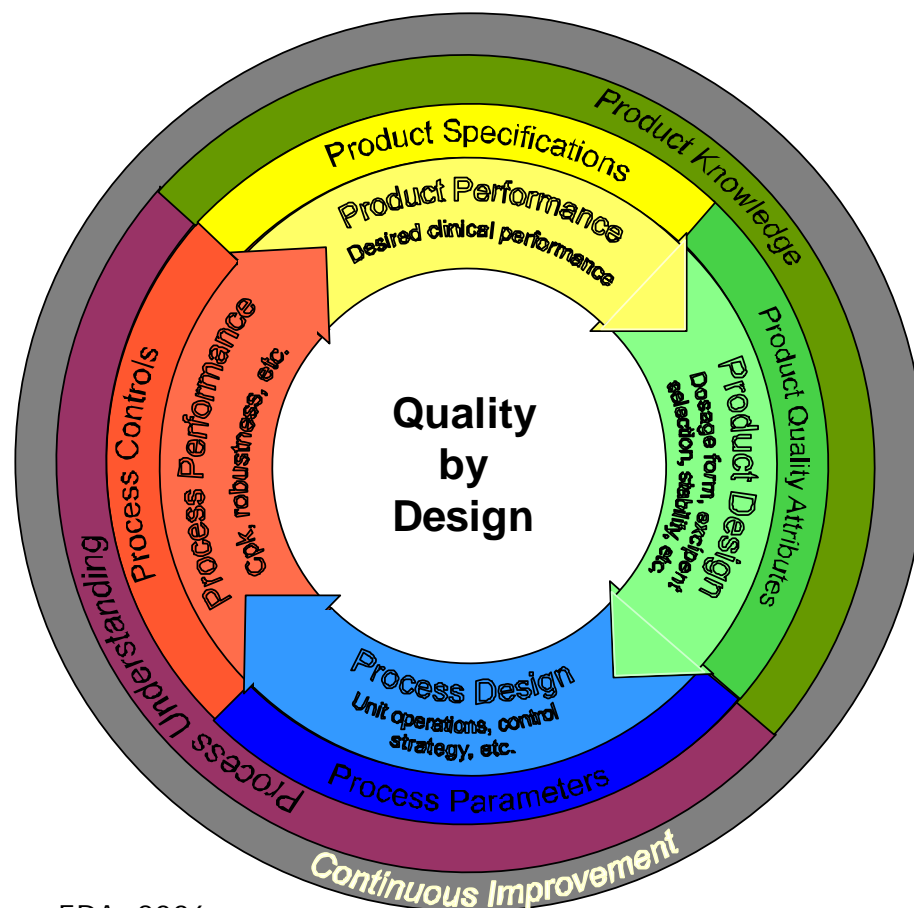 Product Knowledge
Product Specifications
Product Performance
Desired clinical performance
Product Quality Attributes
Product Design
Dosage form, excipent
selection, stability, etc.
Quality
by
Design
Process Controls
Process Performance
Cpk, robustness, etc.
Process Design
Unit operations, control
strategy, etc.
Process Parameters
Process Understanding
Continuous Improvement